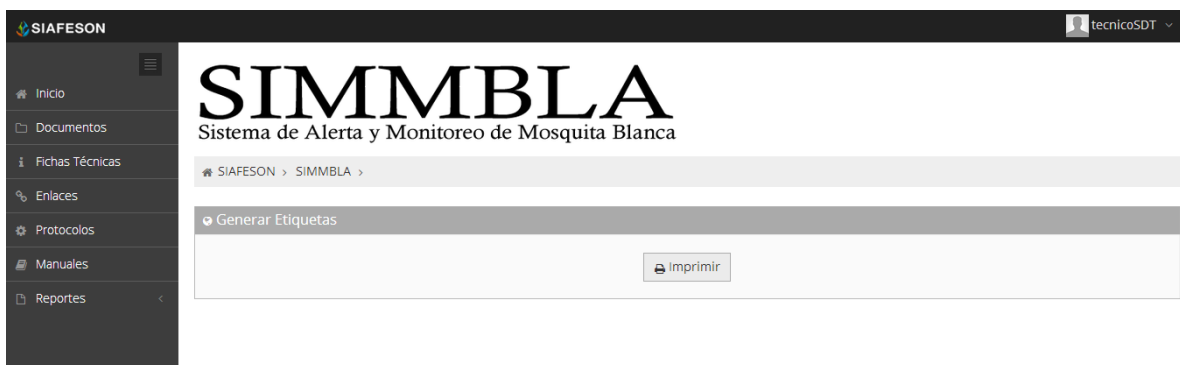 SIAFESON
tecnicoSDT
Inicio
Documentos
Fichas Técnicas
Enlaces
Protocolos
Manuales
Reportes
SIMMBLA
Sistema de Alerta y Monitoreo de Mosquita Blanca
SIAFESON > SIMMBLA >
Generar Etiquetas
Imprimir